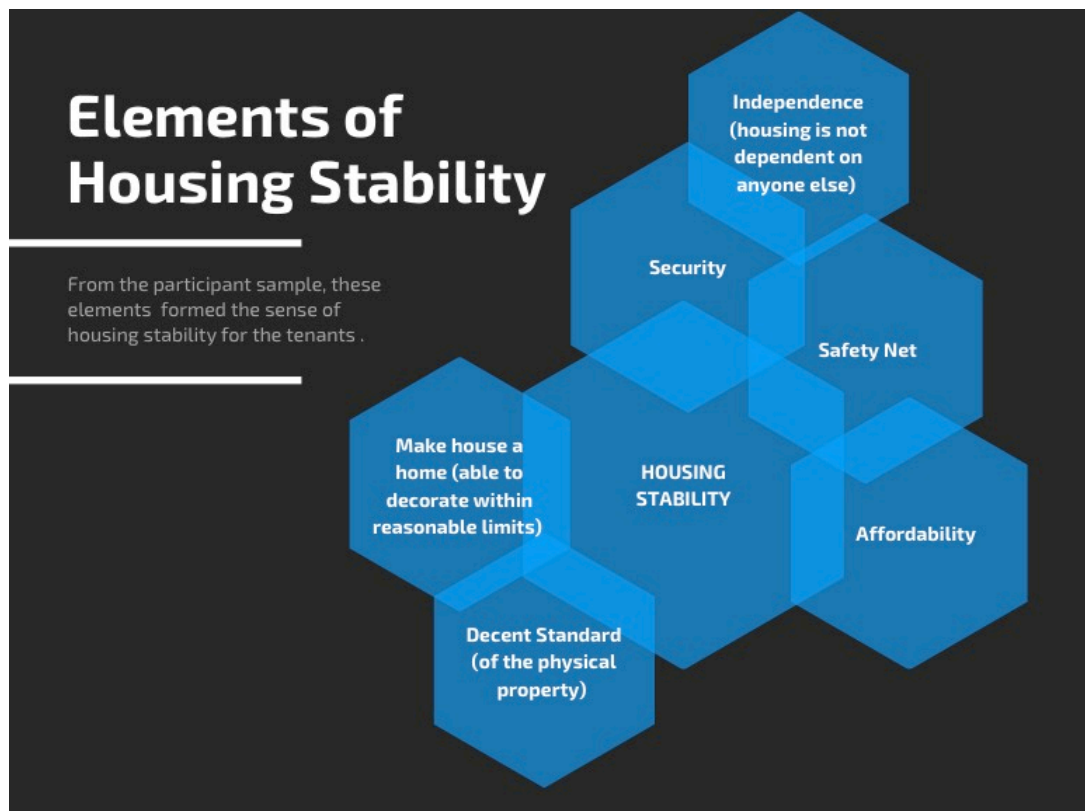 Elements of
Housing Stability
From the participant sample, these
elements formed the sense of
housing stability for the tenants .
Independence
(housing is not
dependent on
anyone else)
Security
Safety Net
Make house a
home (able to
decorate within
reasonable limits)
HOUSING
STABILITY
Affordability
Decent Standard
(of the physical
property)